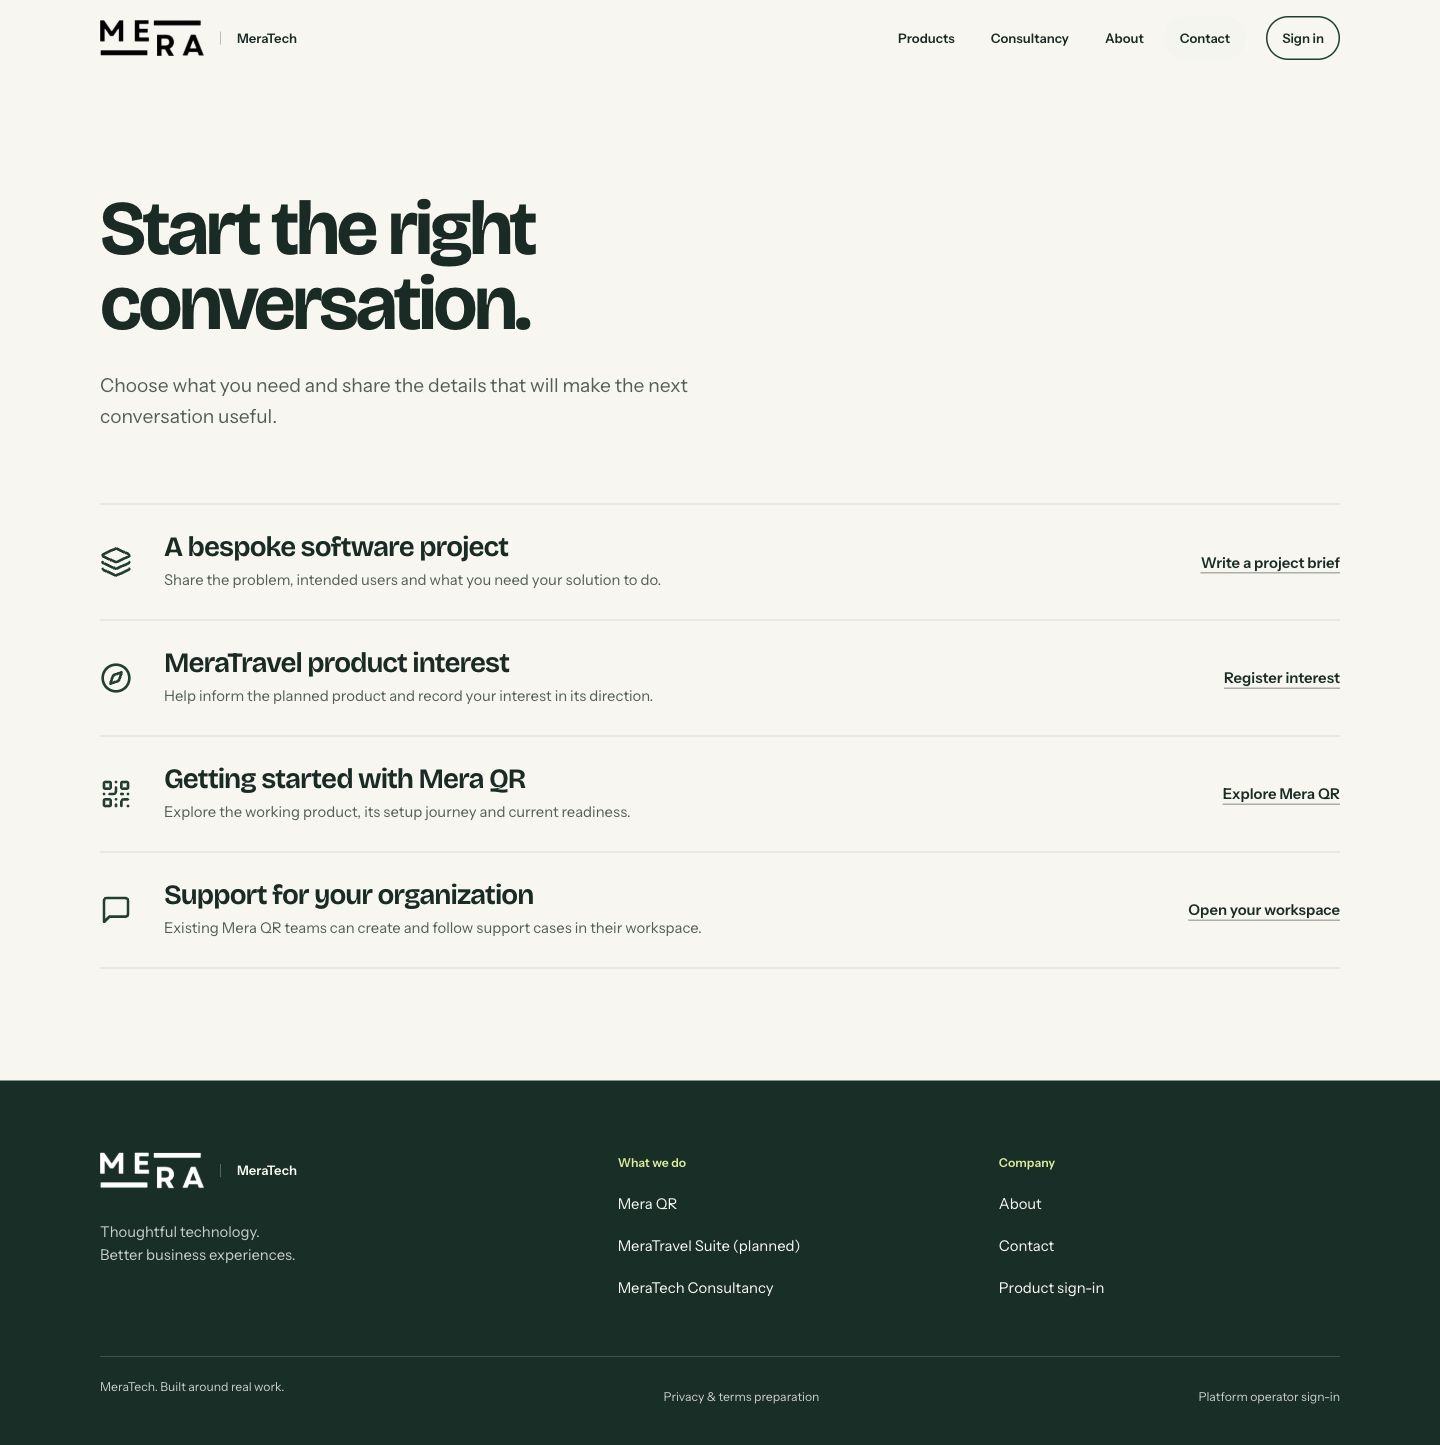 MERA
MeraTech
Products
Consultancy
About
Contact
Sign in
Start the right
conversation.
Choose what you need and share the details that will make the next
conversation useful.
A bespoke software project
Share the problem, intended users and what you need your solution to do.
Write a project brief
MeraTravel product interest
Help inform the planned product and record your interest in its direction.
Register interest
Getting started with Mera QR
Explore the working product, its setup journey and current readiness.
Explore Mera QR
Support for your organization
Existing Mera QR teams can create and follow support cases in their workspace.
Open your workspace
MERA
MeraTech
Thoughtful technology.
Better business experiences.
What we do
Mera QR
MeraTravel Suite (planned)
MeraTech Consultancy
Company
About
Contact
Product sign-in
MeraTech. Built around real work.
Privacy & terms preparation
Platform operator sign-in